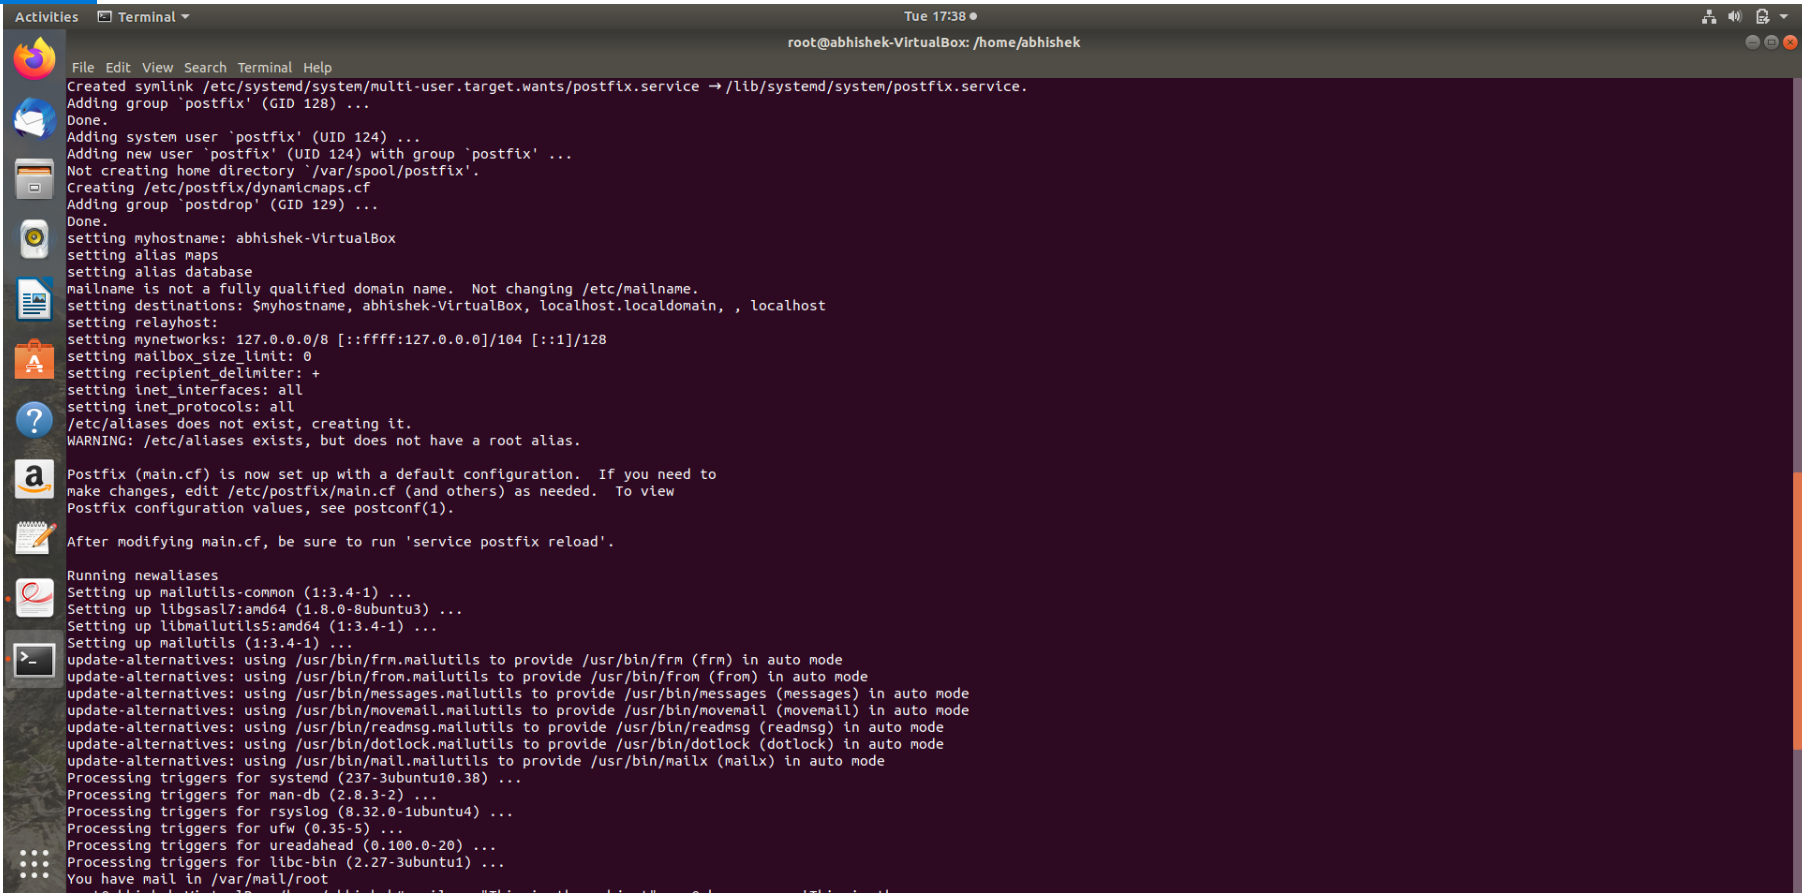 Activities Terminal Tue 17:38
root@abhishek-VirtualBox: /home/abhishek
File Edit View Search Terminal Help
Created symlink /etc/systemd/system/multi-user.target.wants/postfix.service → /lib/systemd/system/postfix.service.
Adding group `postfix' (GID 128) ...
Done.
Adding system user `postfix' (UID 124) ...
Adding new user `postfix' (UID 124) with group `postfix' ...
Not creating home directory `/var/spool/postfix'.
Creating /etc/postfix/dynamicmaps.cf
Adding group `postdrop' (GID 129) ...
Done.
setting myhostname: abhishek-VirtualBox
setting alias maps
setting alias database
mailname is not a fully qualified domain name.  Not changing /etc/mailname.
setting destinations: $myhostname, abhishek-VirtualBox, localhost.localdomain, , localhost
setting relayhost:
setting mynetworks: 127.0.0.0/8 [::ffff:127.0.0.0]/104 [::1]/128
setting mailbox_size_limit: 0
setting recipient_delimiter: +
setting inet_interfaces: all
setting inet_protocols: all
/etc/aliases does not exist, creating it.
WARNING: /etc/aliases exists, but does not have a root alias.
Postfix (main.cf) is now set up with a default configuration.  If you need to
make changes, edit /etc/postfix/main.cf (and others) as needed.  To view
Postfix configuration values, see postconf(1).
After modifying main.cf, be sure to run 'service postfix reload'.
Running newaliases
Setting up mailutils-common (1:3.4-1) ...
Setting up libgsasl7:amd64 (1.8.0-8ubuntu3) ...
Setting up libmailutils5:amd64 (1:3.4-1) ...
Setting up mailutils (1:3.4-1) ...
update-alternatives: using /usr/bin/frm.mailutils to provide /usr/bin/frm (frm) in auto mode
update-alternatives: using /usr/bin/from.mailutils to provide /usr/bin/from (from) in auto mode
update-alternatives: using /usr/bin/messages.mailutils to provide /usr/bin/messages (messages) in auto mode
update-alternatives: using /usr/bin/movemail.mailutils to provide /usr/bin/movemail (movemail) in auto mode
update-alternatives: using /usr/bin/readmsg.mailutils to provide /usr/bin/readmsg (readmsg) in auto mode
update-alternatives: using /usr/bin/dotlock.mailutils to provide /usr/bin/dotlock (dotlock) in auto mode
update-alternatives: using /usr/bin/mail.mailutils to provide /usr/bin/mailx (mailx) in auto mode
Processing triggers for systemd (237-3ubuntu10.38) ...
Processing triggers for man-db (2.8.3-2) ...
Processing triggers for rsyslog (8.32.0-1ubuntu4) ...
Processing triggers for ufw (0.35-5) ...
Processing triggers for ureadahead (0.100.0-20) ...
Processing triggers for libc-bin (2.27-3ubuntu1) ...
You have mail in /var/mail/root